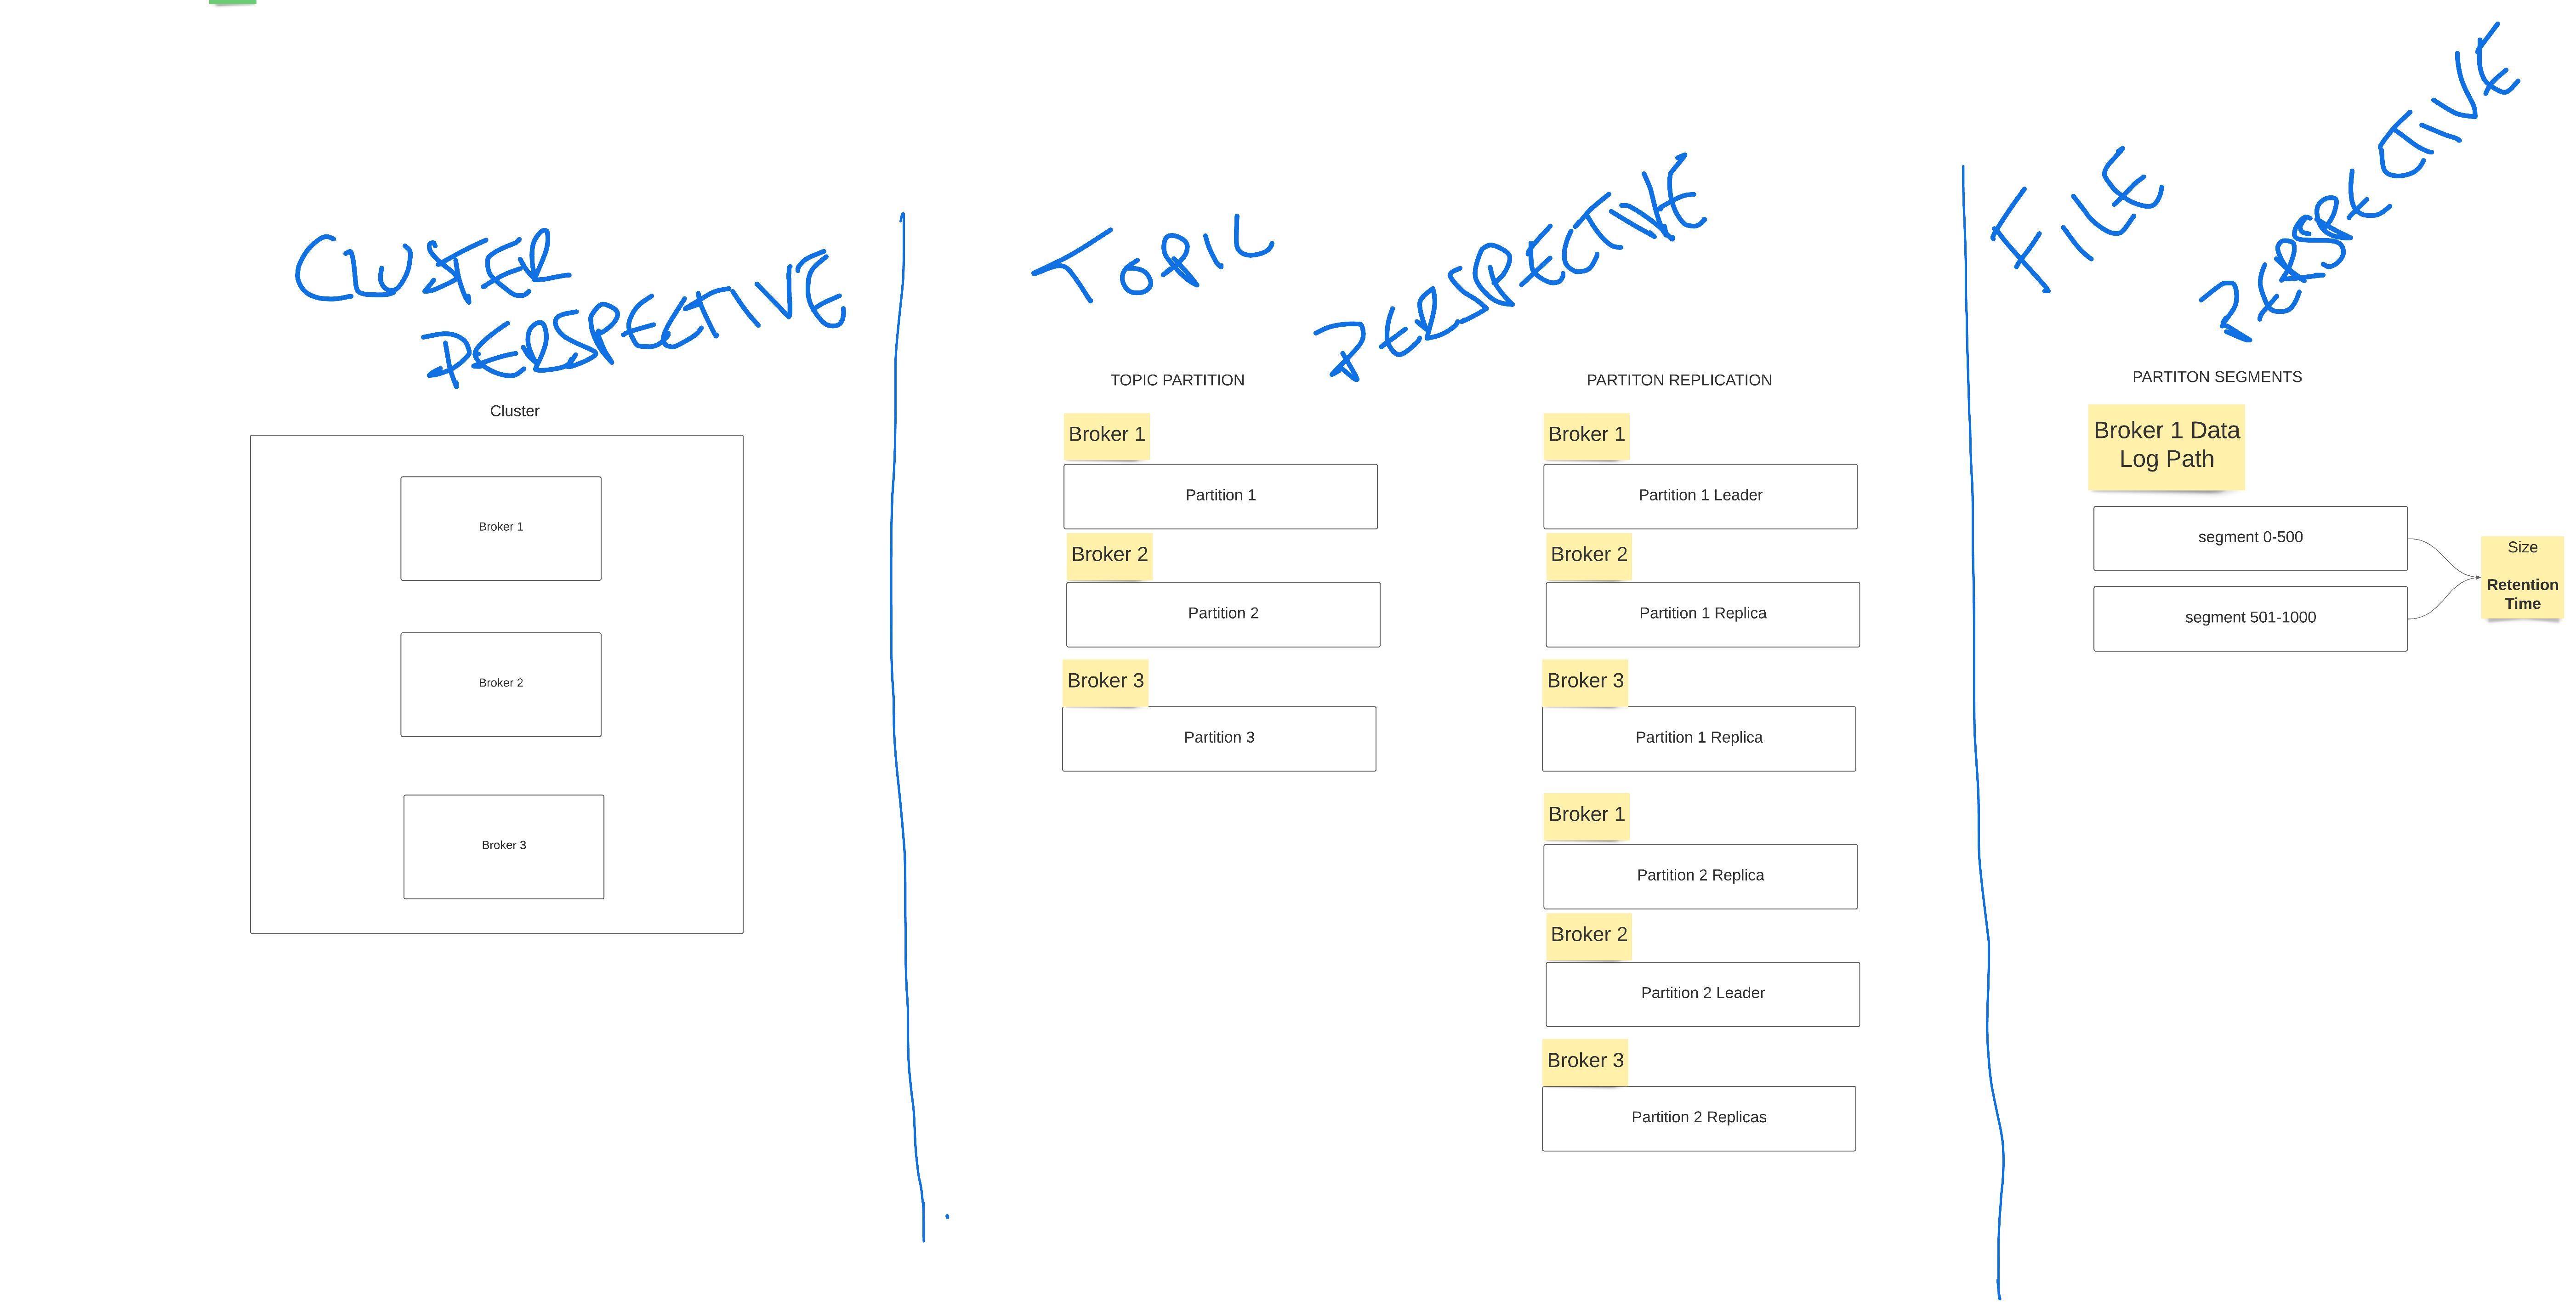 CLUSTER
PERSPECTIVE
Cluster
Broker 1
Broker 2
Broker 3
TOPIC
PERSPECTIVE
TOPIC PARTITION
Broker 1
Partition 1
Broker 2
Partition 2
Broker 3
Partition 3
PARTITON REPLICATION
Broker 1
Partition 1 Leader
Broker 2
Partition 1 Replica
Broker 3
Partition 1 Replica
Broker 1
Partition 2 Replica
Broker 2
Partition 2 Leader
Broker 3
Partition 2 Replicas
FILE
PERSPECTIVE
PARTITON SEGMENTS
Broker 1 Data
Log Path
segment 0-500
segment 501-1000
Size
Retention
Time